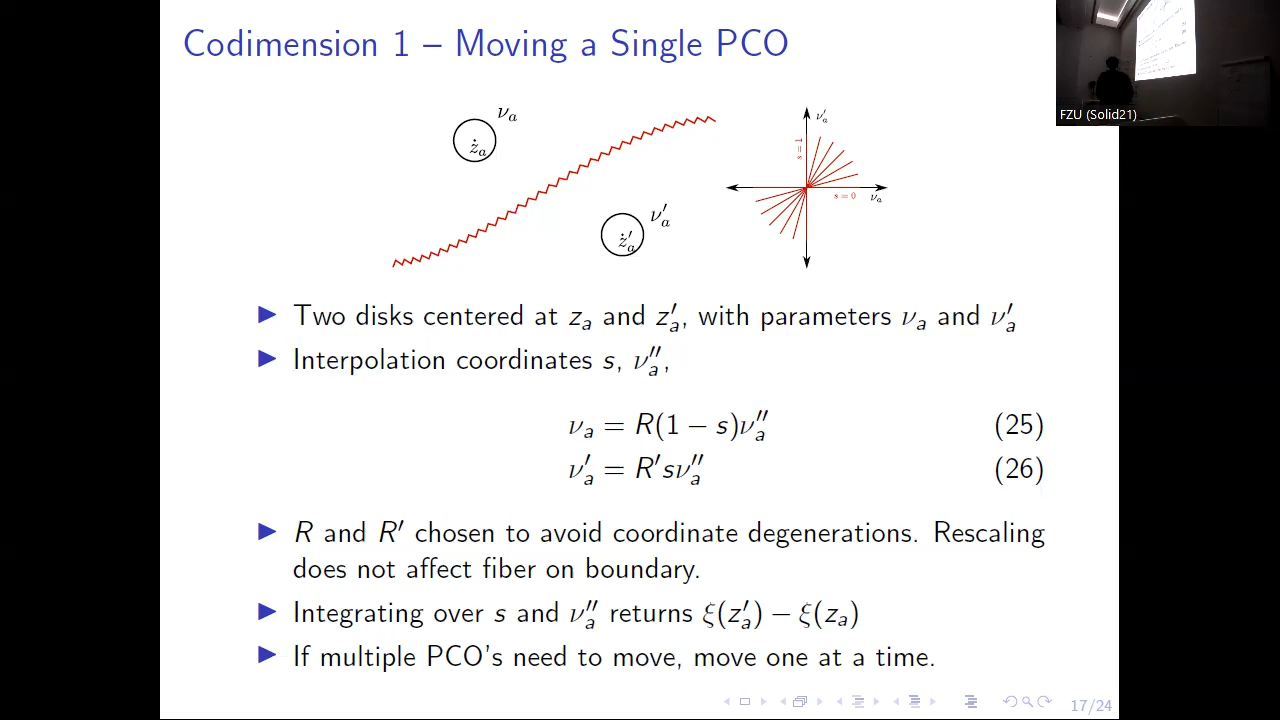 Codimension 1 – Moving a Single PCO
FZU (Solid21)
ν_a
ż_a
ν′_a
ż′_a
ν′_a
s = 1
s = 0
ν_a
▶ Two disks centered at z_a and z′_a, with parameters ν_a and ν′_a
▶ Interpolation coordinates s, ν″_a,
ν_a = R(1 − s)ν″_a (25)
ν′_a = R′sν″_a (26)
▶ R and R′ chosen to avoid coordinate degenerations. Rescaling
does not affect fiber on boundary.
▶ Integrating over s and ν″_a returns ξ(z′_a) − ξ(z_a)
▶ If multiple PCO's need to move, move one at a time.
17/24